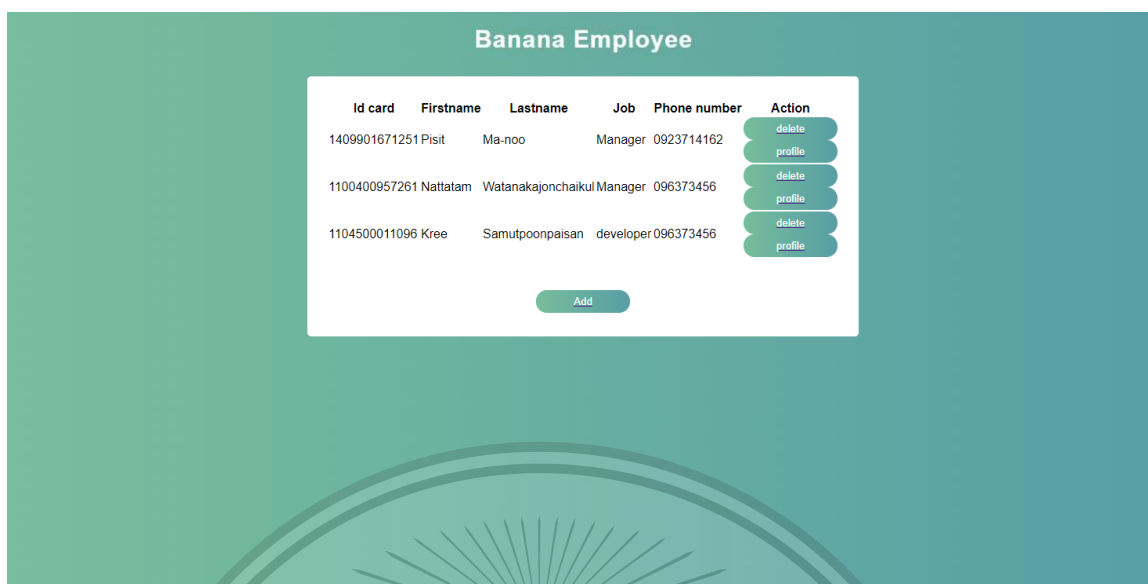 Banana Employee
Id card Firstname Lastname Job Phone number Action
delete
1409901671251 Pisit Ma-noo Manager 0923714162
profile
delete
1100400957261 Nattatam Watanakajonchaikul Manager 096373456
profile
delete
1104500011096 Kree Samutpoonpaisan developer 096373456
profile
Add